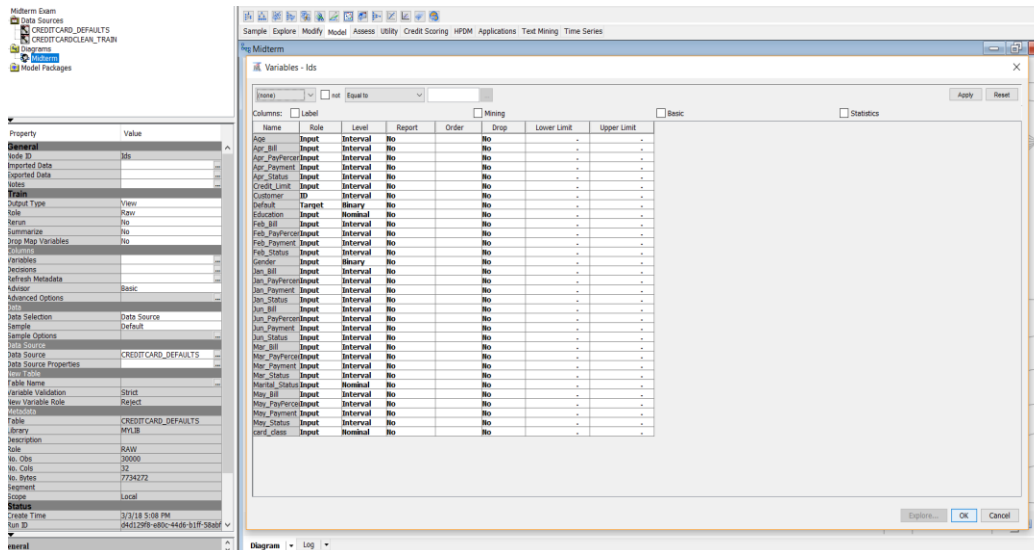 Midterm Exam
Data Sources
CREDITCARD_DEFAULTS
CREDITCARDCLEAN_TRAIN
Diagrams
Midterm
Model Packages
Sample Explore Modify Model Assess Utility Credit Scoring HPDM Applications Text Mining Time Series
Midterm
Variables - Ids
(none) not Equal to Apply Reset
Columns: Label Mining Basic Statistics
Name Role Level Report Order Drop Lower Limit Upper Limit
Age Input Interval No No . .
Apr_Bill Input Interval No No . .
Apr_PayPercen Input Interval No No . .
Apr_Payment Input Interval No No . .
Apr_Status Input Interval No No . .
Credit_Limit Input Interval No No . .
Customer ID Interval No No . .
Default Target Binary No No . .
Education Input Nominal No No . .
Feb_Bill Input Interval No No . .
Feb_PayPercen Input Interval No No . .
Feb_Payment Input Interval No No . .
Feb_Status Input Interval No No . .
Gender Input Binary No No . .
Jan_Bill Input Interval No No . .
Jan_PayPercen Input Interval No No . .
Jan_Payment Input Interval No No . .
Jan_Status Input Interval No No . .
Jun_Bill Input Interval No No . .
Jun_PayPercen Input Interval No No . .
Jun_Payment Input Interval No No . .
Jun_Status Input Interval No No . .
Mar_Bill Input Interval No No . .
Mar_PayPercen Input Interval No No . .
Mar_Payment Input Interval No No . .
Mar_Status Input Interval No No . .
Marital_Status Input Nominal No No . .
May_Bill Input Interval No No . .
May_PayPercen Input Interval No No . .
May_Payment Input Interval No No . .
May_Status Input Interval No No . .
card_class Input Nominal No No . .
Explore... OK Cancel
Property Value
General
Node ID Ids
Imported Data ...
Exported Data ...
Notes ...
Train
Output Type View
Role Raw
Rerun No
Summarize No
Drop Map Variables No
Columns
Variables ...
Decisions ...
Refresh Metadata ...
Advisor Basic
Advanced Options ...
Data
Data Selection Data Source
Sample Default
Sample Options ...
Data Source
Data Source CREDITCARD_DEFAULTS ...
Data Source Properties ...
New Table
Table Name ...
Variable Validation Strict
New Variable Role Reject
Metadata
Table CREDITCARD_DEFAULTS
Library MYLIB
Description
Role RAW
No. Obs 30000
No. Cols 32
No. Bytes 7734272
Segment
Scope Local
Status
Create Time 3/3/18 5:08 PM
Run ID
General
Diagram Log